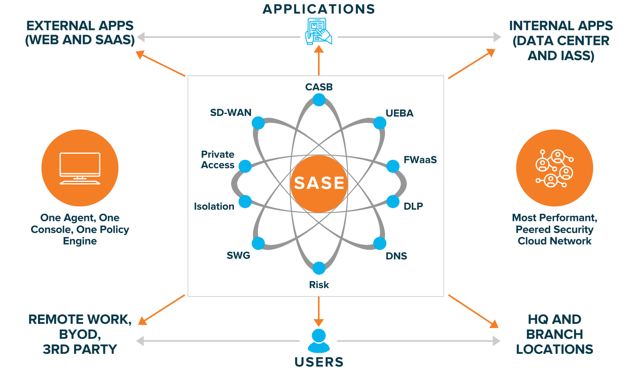 APPLICATIONS
EXTERNAL APPS
(WEB AND SAAS)
INTERNAL APPS
(DATA CENTER
AND IASS)
CASB
SD-WAN
UEBA
Private
Access
FWaaS
SASE
Isolation
DLP
SWG
DNS
Risk
One Agent, One
Console, One Policy
Engine
Most Performant,
Peered Security
Cloud Network
REMOTE WORK,
BYOD,
3RD PARTY
HQ AND
BRANCH
LOCATIONS
USERS